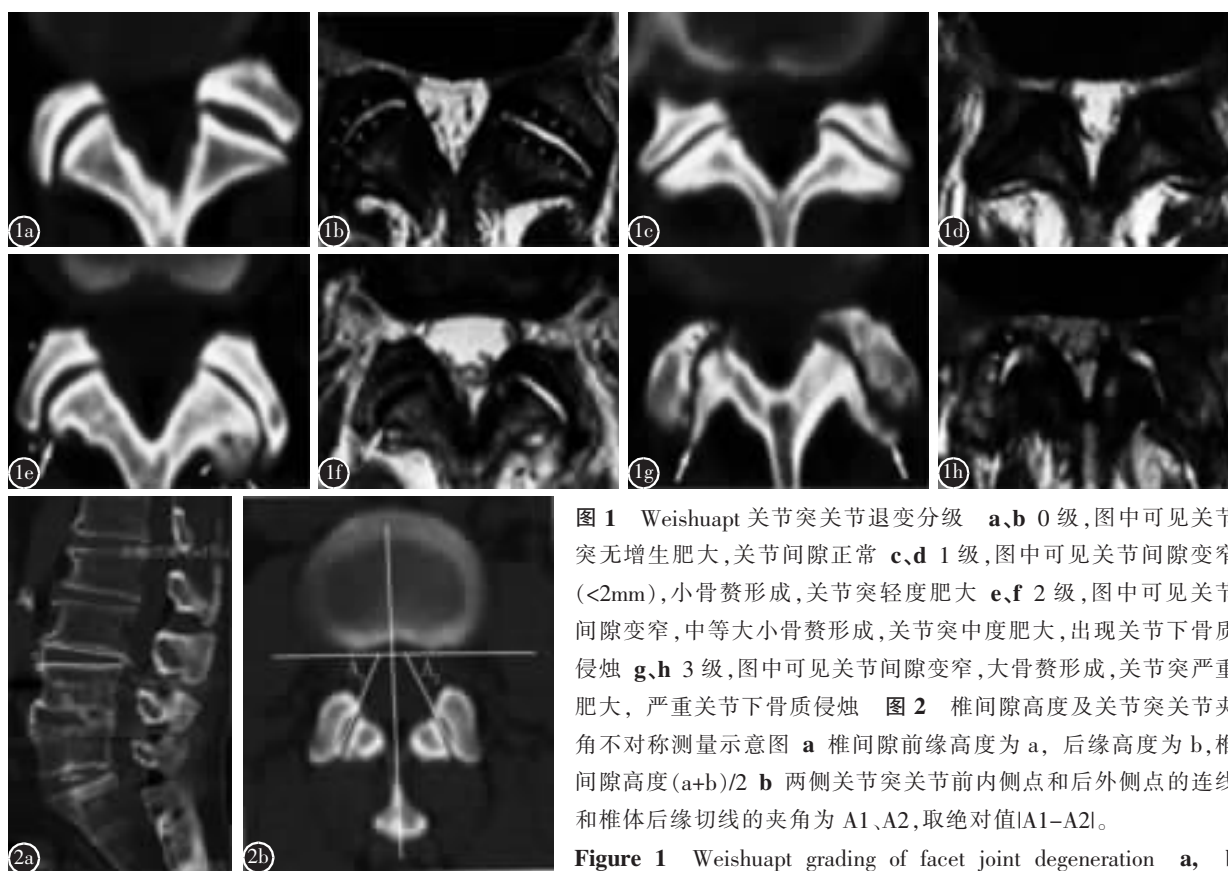 1a
1b
1c
1d
1e
1f
1g
1h
2a
2b
A₂
图 1 Weishuapt 关节突关节退变分级 a、b 0 级,图中可见关节
突无增生肥大,关节间隙正常 c、d 1 级,图中可见关节间隙变窄
(<2mm),小骨赘形成,关节突轻度肥大 e、f 2 级,图中可见关节
间隙变窄,中等大小骨赘形成,关节突中度肥大,出现关节下骨质
侵蚀 g、h 3 级,图中可见关节间隙变窄,大骨赘形成,关节突严重
肥大，严重关节下骨质侵蚀 图 2 椎间隙高度及关节突关节夹
角不对称测量示意图 a 椎间隙前缘高度为 a，后缘高度为 b,椎
间隙高度(a+b)/2 b 两侧关节突关节前内侧点和后外侧点的连线
和椎体后缘切线的夹角为 A1、A2,取绝对值|A1-A2|。
Figure 1 Weishuapt grading of facet joint degeneration a,